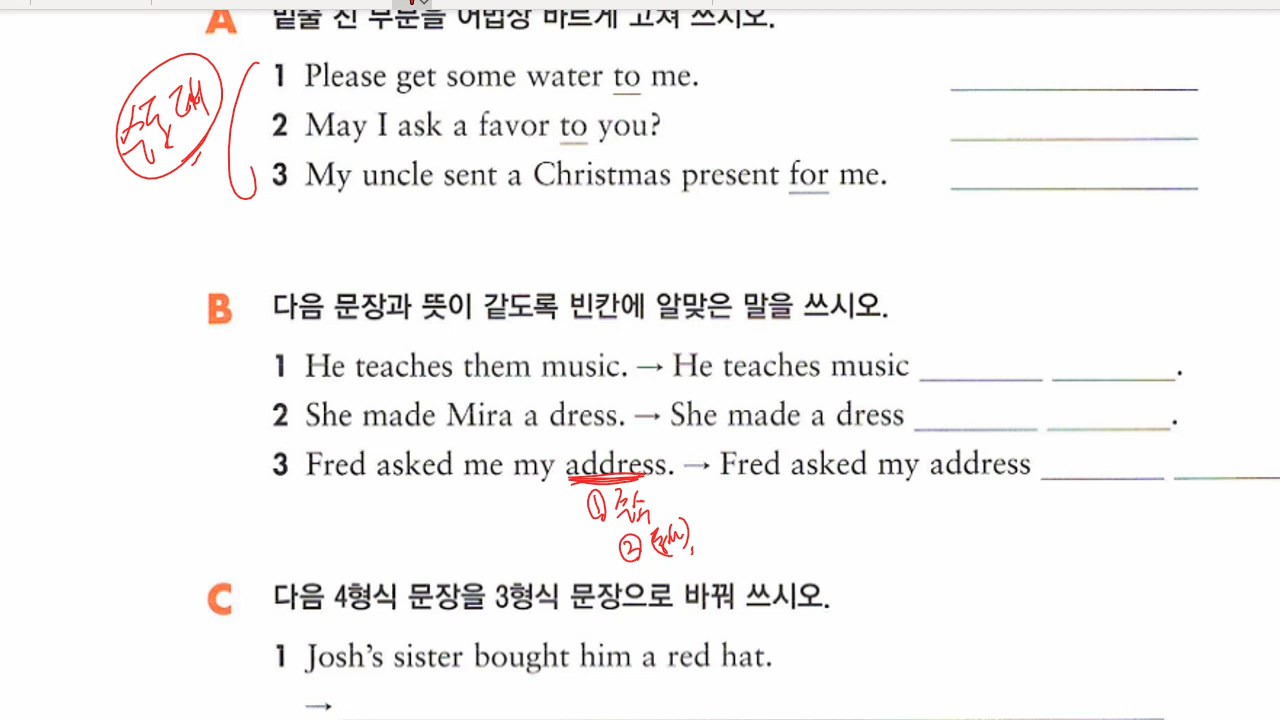 A 밑줄 친 부분을 어법상 바르게 고쳐 쓰시오.
1 Please get some water to me.
2 May I ask a favor to you?
3 My uncle sent a Christmas present for me.
B 다음 문장과 뜻이 같도록 빈칸에 알맞은 말을 쓰시오.
1 He teaches them music. → He teaches music
2 She made Mira a dress. → She made a dress
3 Fred asked me my address. → Fred asked my address
①
②
C 다음 4형식 문장을 3형식 문장으로 바꿔 쓰시오.
1 Josh's sister bought him a red hat.
→